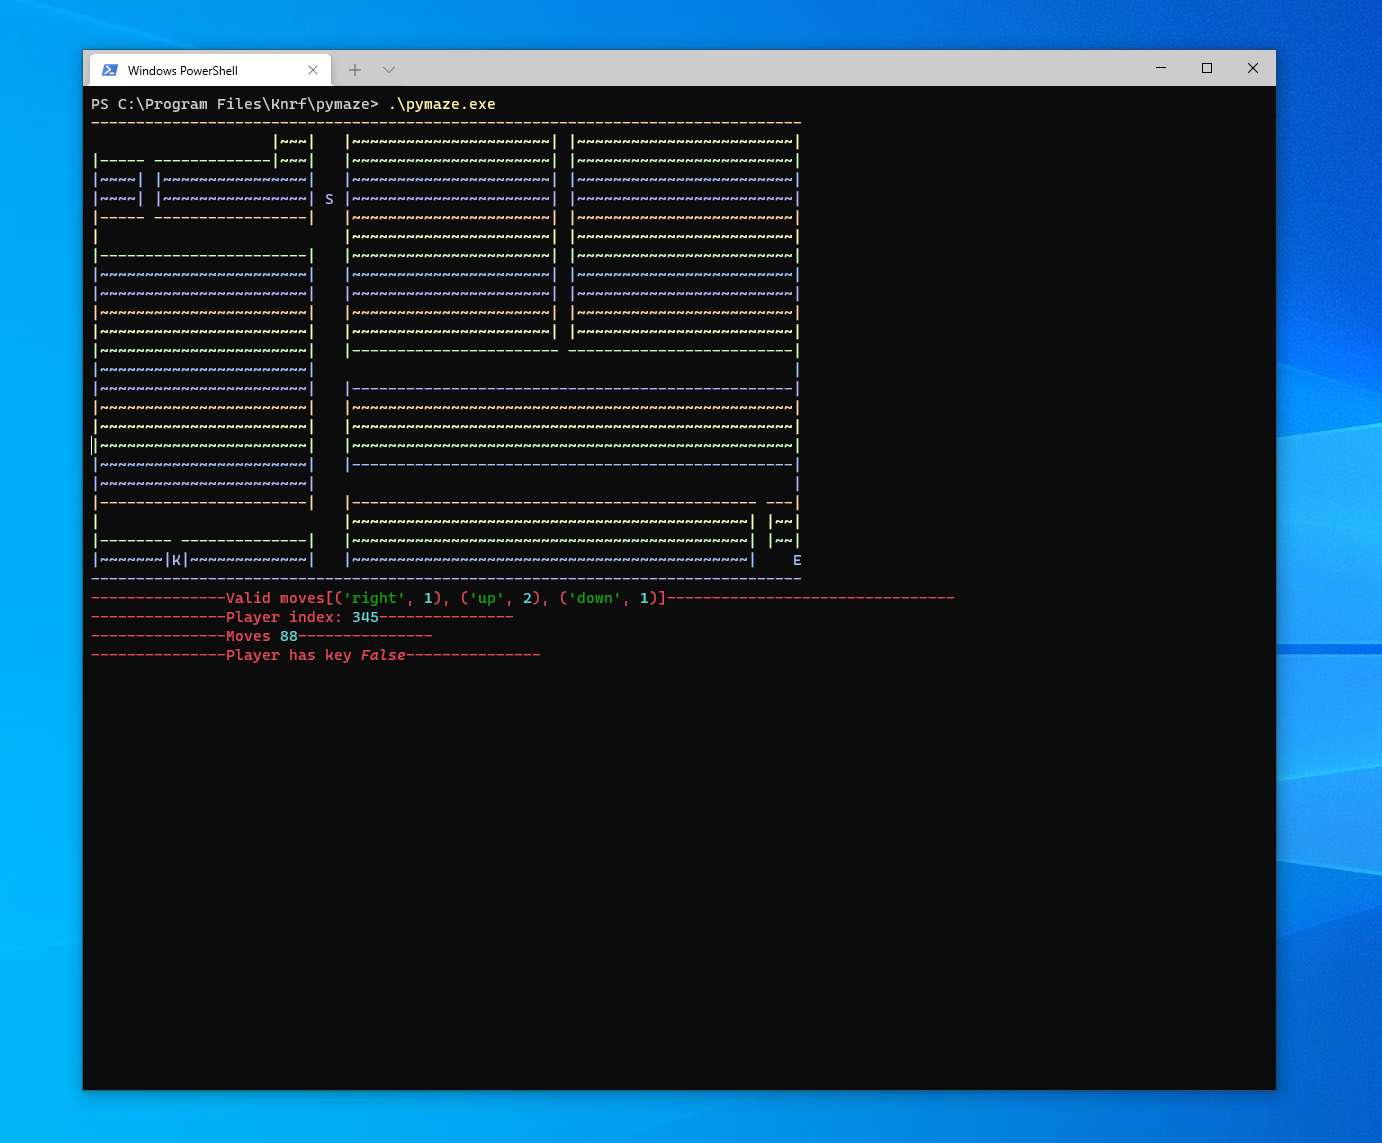 Windows PowerShell
PS C:\Program Files\Knrf\pymaze> .\pymaze.exe
-------------------------------------------------------------------------------
                    |~~~|   |~~~~~~~~~~~~~~~~~~~~~~| |~~~~~~~~~~~~~~~~~~~~~~~~|
|----- -------------|~~~|   |~~~~~~~~~~~~~~~~~~~~~~| |~~~~~~~~~~~~~~~~~~~~~~~~|
|~~~~| |~~~~~~~~~~~~~~~~|   |~~~~~~~~~~~~~~~~~~~~~~| |~~~~~~~~~~~~~~~~~~~~~~~~|
|~~~~| |~~~~~~~~~~~~~~~~| S |~~~~~~~~~~~~~~~~~~~~~~| |~~~~~~~~~~~~~~~~~~~~~~~~|
|----- -----------------|   |~~~~~~~~~~~~~~~~~~~~~~| |~~~~~~~~~~~~~~~~~~~~~~~~|
|                           |~~~~~~~~~~~~~~~~~~~~~~| |~~~~~~~~~~~~~~~~~~~~~~~~|
|-----------------------|   |~~~~~~~~~~~~~~~~~~~~~~| |~~~~~~~~~~~~~~~~~~~~~~~~|
|~~~~~~~~~~~~~~~~~~~~~~~|   |~~~~~~~~~~~~~~~~~~~~~~| |~~~~~~~~~~~~~~~~~~~~~~~~|
|~~~~~~~~~~~~~~~~~~~~~~~|   |~~~~~~~~~~~~~~~~~~~~~~| |~~~~~~~~~~~~~~~~~~~~~~~~|
|~~~~~~~~~~~~~~~~~~~~~~~|   |~~~~~~~~~~~~~~~~~~~~~~| |~~~~~~~~~~~~~~~~~~~~~~~~|
|~~~~~~~~~~~~~~~~~~~~~~~|   |~~~~~~~~~~~~~~~~~~~~~~| |~~~~~~~~~~~~~~~~~~~~~~~~|
|~~~~~~~~~~~~~~~~~~~~~~~|   |----------------------- -------------------------|
|~~~~~~~~~~~~~~~~~~~~~~~|                                                     |
|~~~~~~~~~~~~~~~~~~~~~~~|   |-------------------------------------------------|
|~~~~~~~~~~~~~~~~~~~~~~~|   |~~~~~~~~~~~~~~~~~~~~~~~~~~~~~~~~~~~~~~~~~~~~~~~~~|
|~~~~~~~~~~~~~~~~~~~~~~~|   |~~~~~~~~~~~~~~~~~~~~~~~~~~~~~~~~~~~~~~~~~~~~~~~~~|
|~~~~~~~~~~~~~~~~~~~~~~~|   |~~~~~~~~~~~~~~~~~~~~~~~~~~~~~~~~~~~~~~~~~~~~~~~~~|
|~~~~~~~~~~~~~~~~~~~~~~~|   |-------------------------------------------------|
|~~~~~~~~~~~~~~~~~~~~~~~|                                                     |
|-----------------------|   |--------------------------------------------- ---|
|                           |~~~~~~~~~~~~~~~~~~~~~~~~~~~~~~~~~~~~~~~~~~~~| |~~|
|-------- --------------|   |~~~~~~~~~~~~~~~~~~~~~~~~~~~~~~~~~~~~~~~~~~~~| |~~|
|~~~~~~~|K|~~~~~~~~~~~~~|   |~~~~~~~~~~~~~~~~~~~~~~~~~~~~~~~~~~~~~~~~~~~~|    E
-------------------------------------------------------------------------------
---------------Valid moves[('right', 1), ('up', 2), ('down', 1)]--------------------------------
---------------Player index: 345---------------
---------------Moves 88---------------
---------------Player has key False---------------